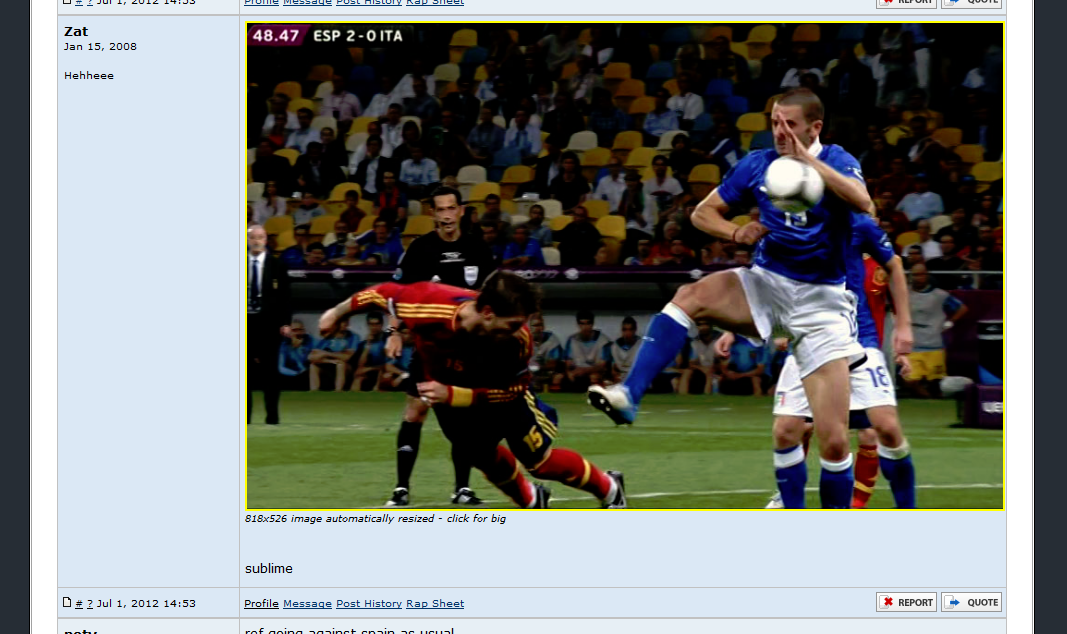 # ? Jul 1, 2012 14:53
Profile Message Post History Rap Sheet
REPORT
QUOTE
Zat
Jan 15, 2008
Hehheee
48.47 ESP 2-0 ITA
15
18
15
818x526 image automatically resized - click for big
sublime
# ? Jul 1, 2012 14:53
Profile Message Post History Rap Sheet
REPORT
QUOTE
ref going against spain as usual